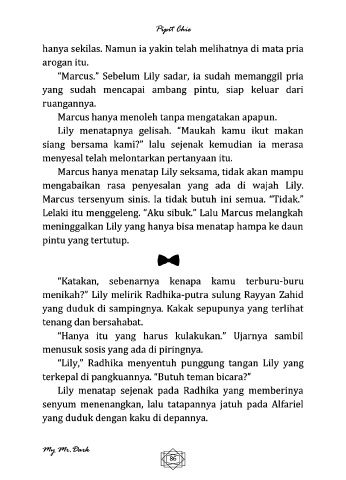 Pipit Chie
hanya sekilas. Namun ia yakin telah melihatnya di mata pria
arogan itu.
“Marcus.” Sebelum Lily sadar, ia sudah memanggil pria
yang sudah mencapai ambang pintu, siap keluar dari
ruangannya.
Marcus hanya menoleh tanpa mengatakan apapun.
Lily menatapnya gelisah. “Maukah kamu ikut makan
siang bersama kami?” lalu sejenak kemudian ia merasa
menyesal telah melontarkan pertanyaan itu.
Marcus hanya menatap Lily seksama, tidak akan mampu
mengabaikan rasa penyesalan yang ada di wajah Lily.
Marcus tersenyum sinis. Ia tidak butuh ini semua. “Tidak.”
Lelaki itu menggeleng. “Aku sibuk.” Lalu Marcus melangkah
meninggalkan Lily yang hanya bisa menatap hampa ke daun
pintu yang tertutup.
“Katakan, sebenarnya kenapa kamu terburu-buru
menikah?” Lily melirik Radhika-putra sulung Rayyan Zahid
yang duduk di sampingnya. Kakak sepupunya yang terlihat
tenang dan bersahabat.
“Hanya itu yang harus kulakukan.” Ujarnya sambil
menusuk sosis yang ada di piringnya.
“Lily,” Radhika menyentuh punggung tangan Lily yang
terkepal di pangkuannya. “Butuh teman bicara?”
Lily menatap sejenak pada Radhika yang memberinya
senyum menenangkan, lalu tatapannya jatuh pada Alfariel
yang duduk dengan kaku di depannya.
My Mr. Dark
86